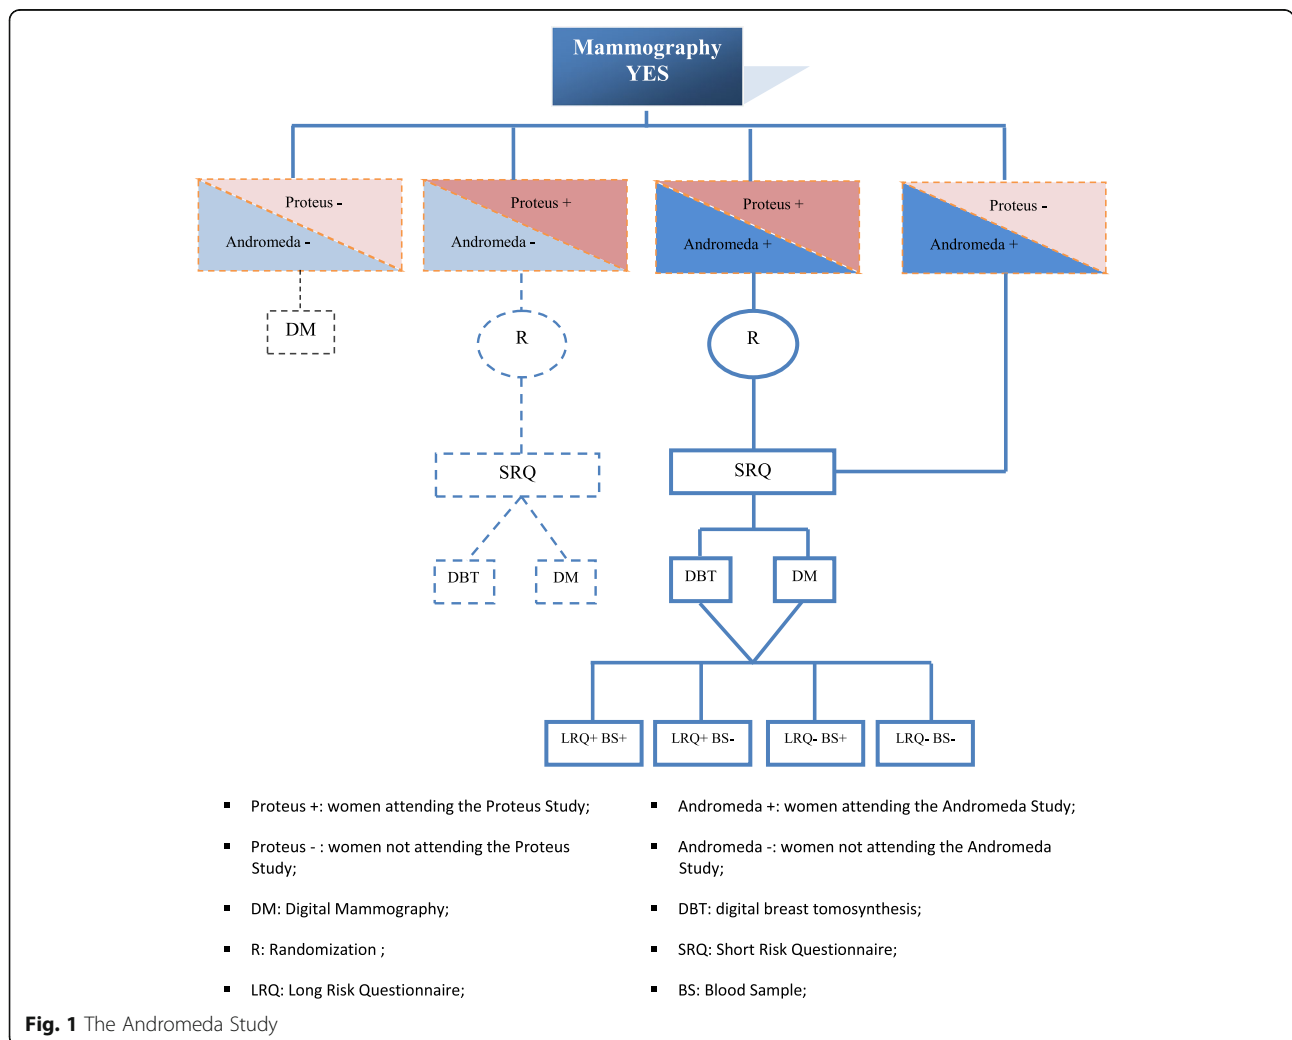 Mammography
YES
Proteus -
Andromeda -
Proteus +
Andromeda -
Proteus +
Andromeda +
Proteus -
Andromeda +
DM
R
R
SRQ
SRQ
DBT
DM
DBT
DM
LRQ+ BS+
LRQ+ BS-
LRQ- BS+
LRQ- BS-
▪ Proteus +: women attending the Proteus Study;
▪ Proteus - : women not attending the Proteus
Study;
▪ DM: Digital Mammography;
▪ R: Randomization ;
▪ LRQ: Long Risk Questionnaire;
▪ Andromeda +: women attending the Andromeda Study;
▪ Andromeda -: women not attending the Andromeda
Study;
▪ DBT: digital breast tomosynthesis;
▪ SRQ: Short Risk Questionnaire;
▪ BS: Blood Sample;
Fig. 1 The Andromeda Study